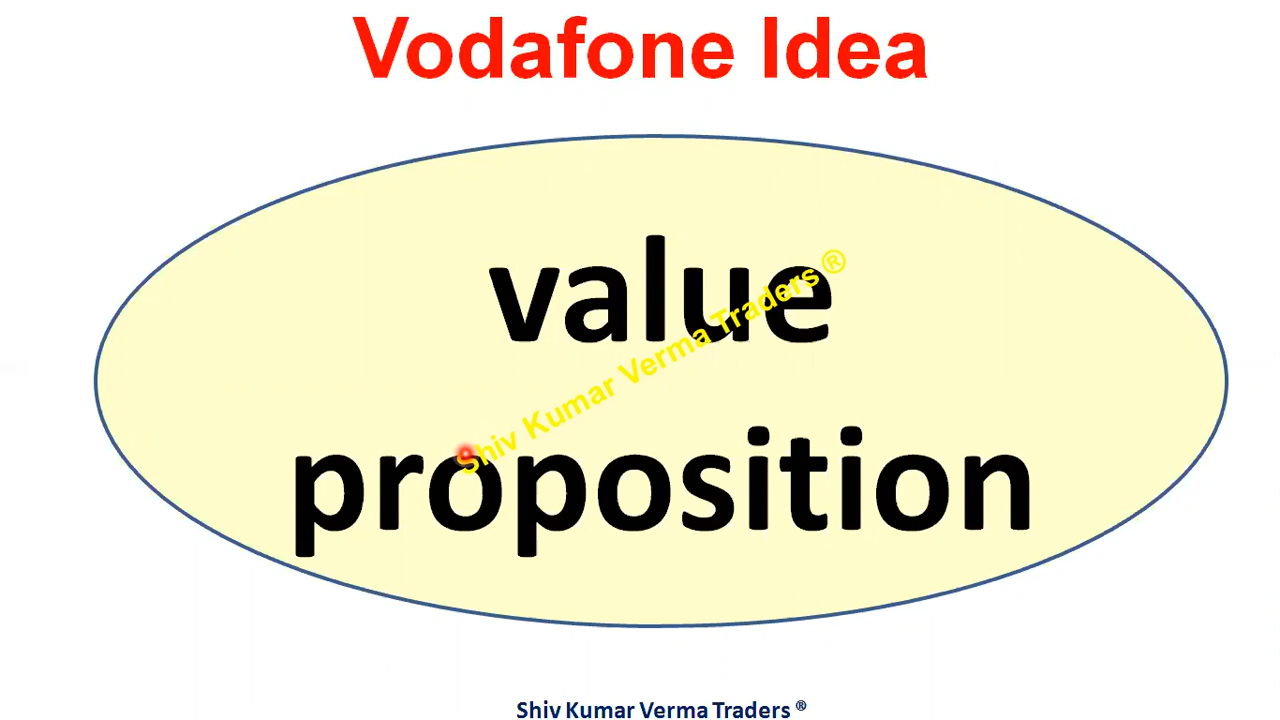 Vodafone Idea
value
Shiv Kumar Verma Traders ®
proposition
Shiv Kumar Verma Traders ®